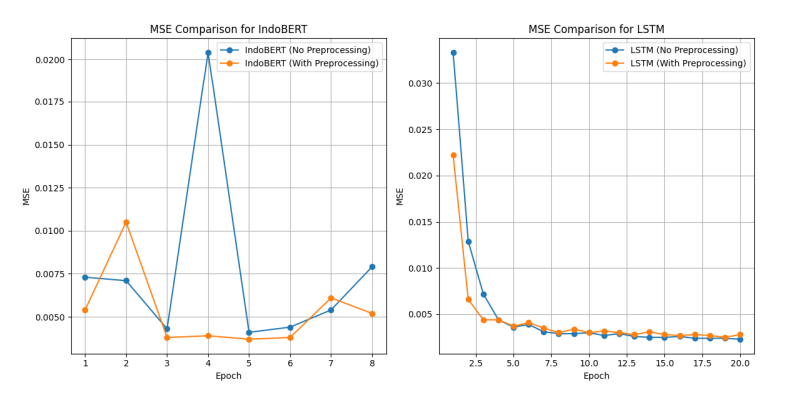 MSE Comparison for IndoBERT
IndoBERT (No Preprocessing)
IndoBERT (With Preprocessing)
0.0200
0.0175
0.0150
0.0125
0.0100
0.0075
0.0050
MSE
1 2 3 4 5 6 7 8
Epoch
MSE Comparison for LSTM
LSTM (No Preprocessing)
LSTM (With Preprocessing)
0.030
0.025
0.020
0.015
0.010
0.005
MSE
2.5 5.0 7.5 10.0 12.5 15.0 17.5 20.0
Epoch